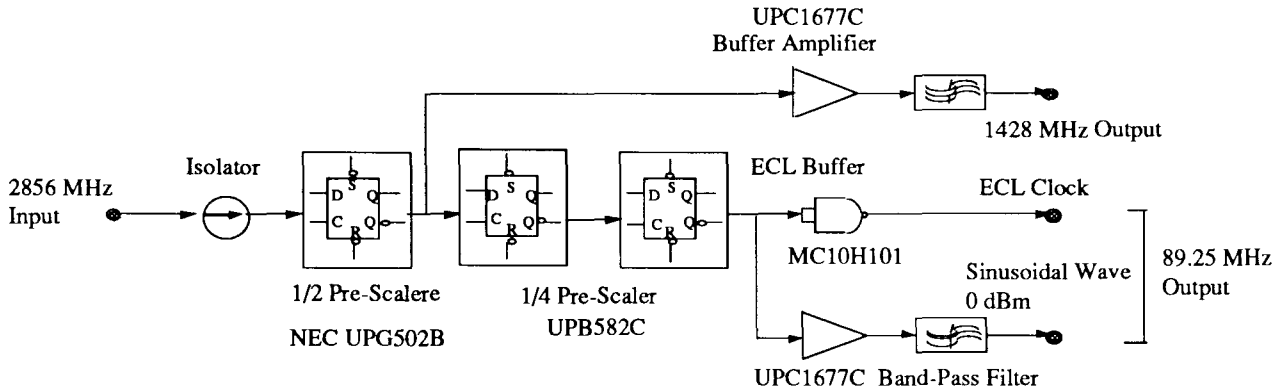 UPC1677C
Buffer Amplifier
1428 MHz Output
Isolator
2856 MHz
Input
D S Q
C R Q
D S Q
C R Q
D S Q
C R Q
ECL Buffer
MC10H101
ECL Clock
1/2 Pre-Scalere
NEC UPG502B
1/4 Pre-Scaler
UPB582C
Sinusoidal Wave
0 dBm
89.25 MHz
Output
UPC1677C Band-Pass Filter